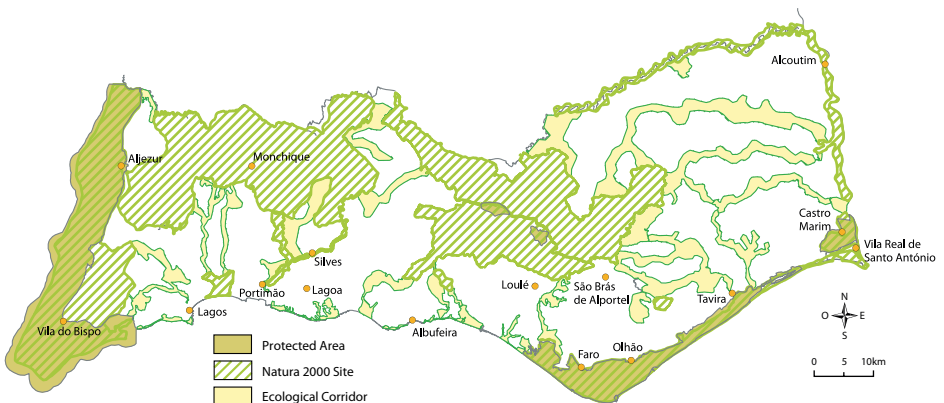 Alcoutim
Aljezur
Monchique
Castro
Marim
Vila Real de
Santo António
Silves
São Brás
de Alportel
Loulé
Portimão
Lagoa
Tavira
Lagos
Vila do Bispo
Albufeira
Faro
Olhão
N
O
E
S
0 5 10km
Protected Area
Natura 2000 Site
Ecological Corridor